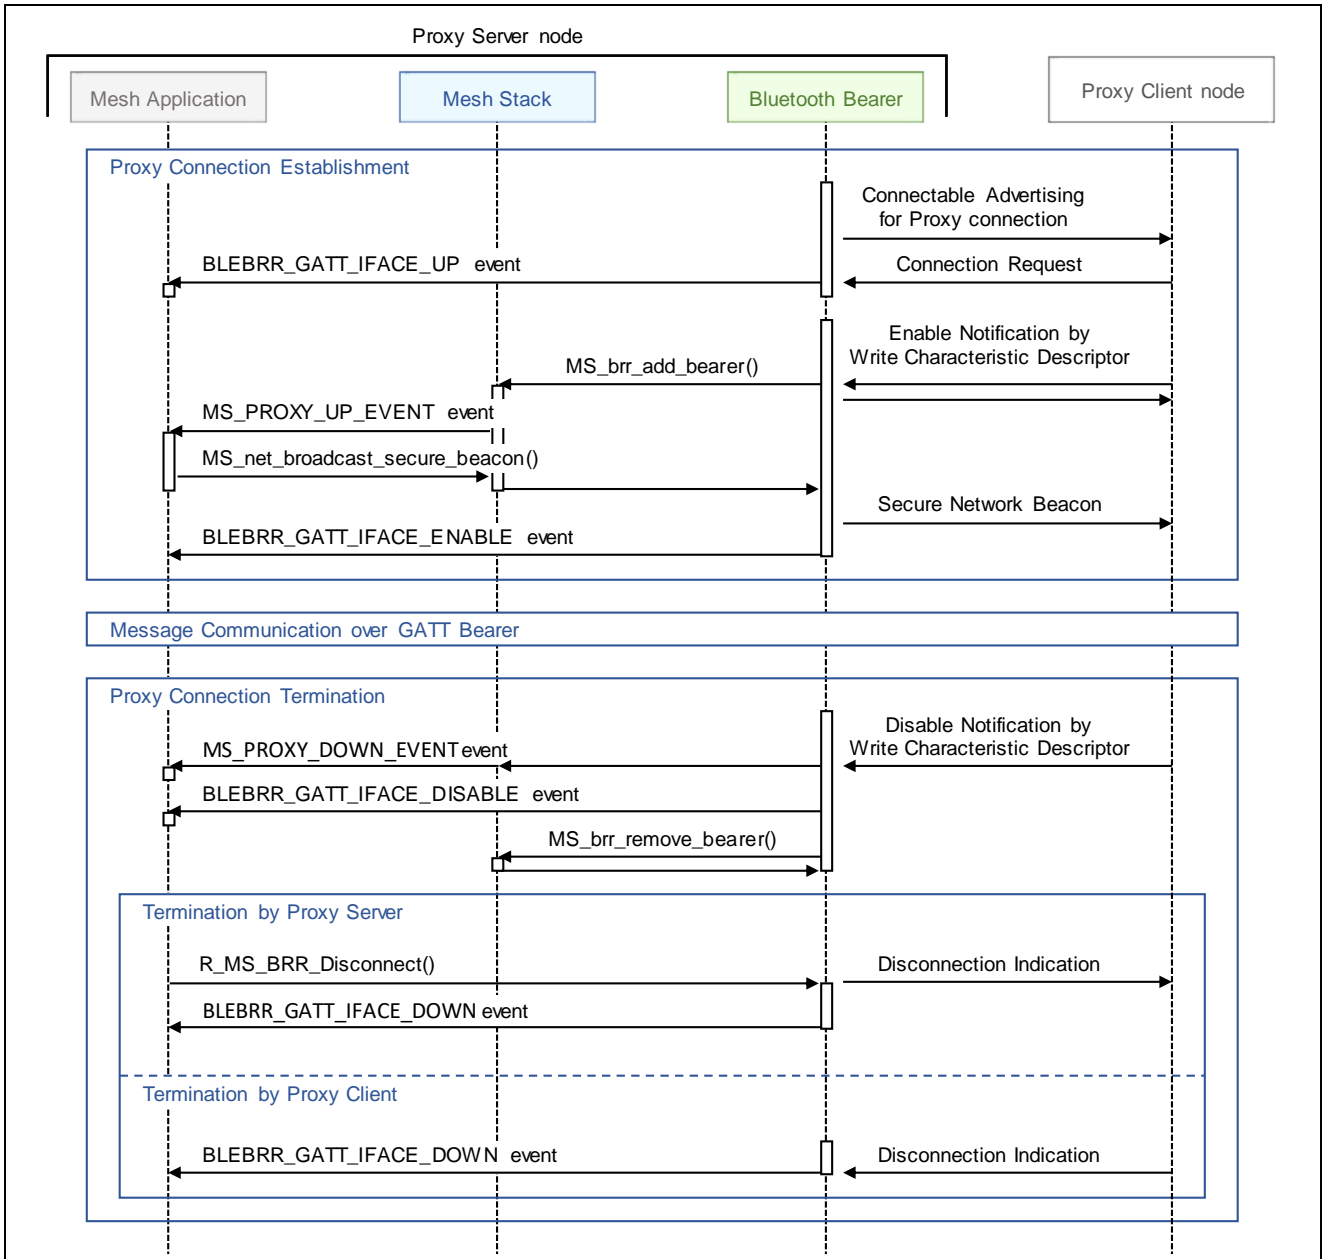 Proxy Server node
Mesh Application
Mesh Stack
Bluetooth Bearer
Proxy Client node
Proxy Connection Establishment
Connectable Advertising
for Proxy connection
BLEBRR_GATT_IFACE_UP event
Connection Request
Enable Notification by
Write Characteristic Descriptor
MS_brr_add_bearer()
MS_PROXY_UP_EVENT event
MS_net_broadcast_secure_beacon()
Secure Network Beacon
BLEBRR_GATT_IFACE_ENABLE event
Message Communication over GATT Bearer
Proxy Connection Termination
Disable Notification by
Write Characteristic Descriptor
MS_PROXY_DOWN_EVENT event
BLEBRR_GATT_IFACE_DISABLE event
MS_brr_remove_bearer()
Termination by Proxy Server
R_MS_BRR_Disconnect()
Disconnection Indication
BLEBRR_GATT_IFACE_DOWN event
Termination by Proxy Client
BLEBRR_GATT_IFACE_DOWN event
Disconnection Indication